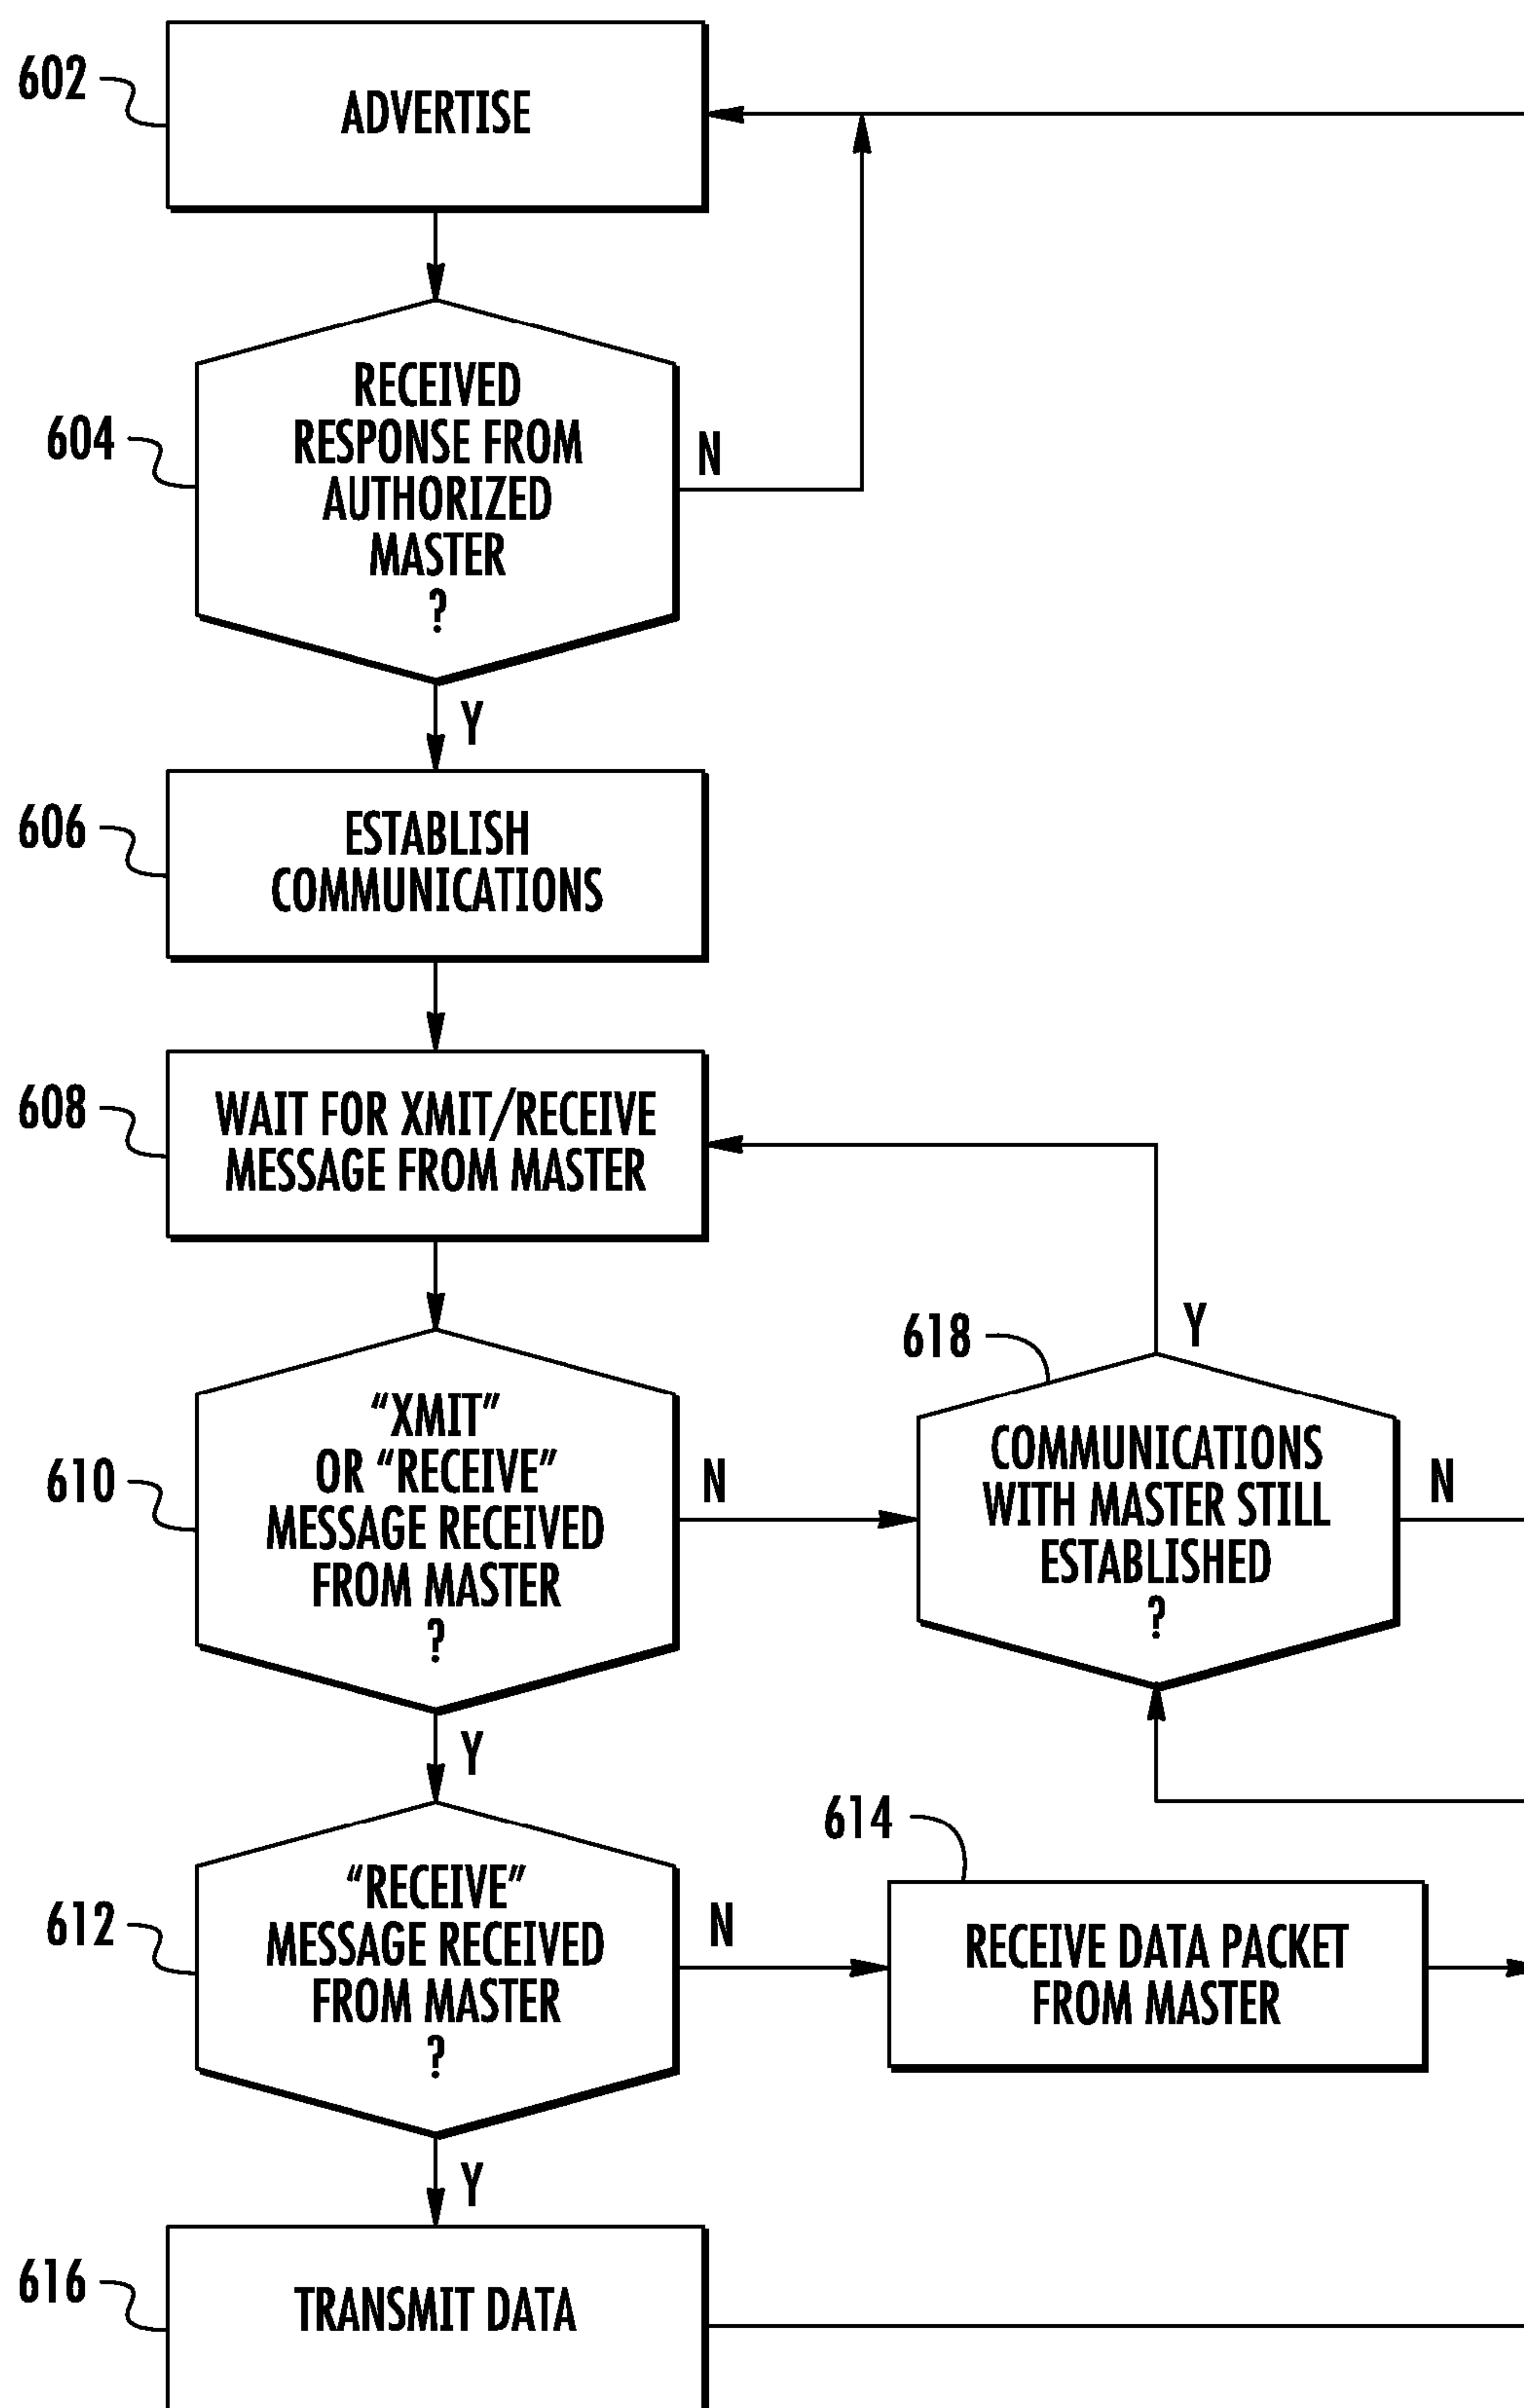 602
ADVERTISE
604
RECEIVED
RESPONSE FROM
AUTHORIZED
MASTER
?
N
Y
606
ESTABLISH
COMMUNICATIONS
608
WAIT FOR XMIT/RECEIVE
MESSAGE FROM MASTER
610
“XMIT”
OR “RECEIVE”
MESSAGE RECEIVED
FROM MASTER
?
N
Y
618
COMMUNICATIONS
WITH MASTER STILL
ESTABLISHED
?
Y
N
612
“RECEIVE”
MESSAGE RECEIVED
FROM MASTER
?
N
Y
614
RECEIVE DATA PACKET
FROM MASTER
616
TRANSMIT DATA